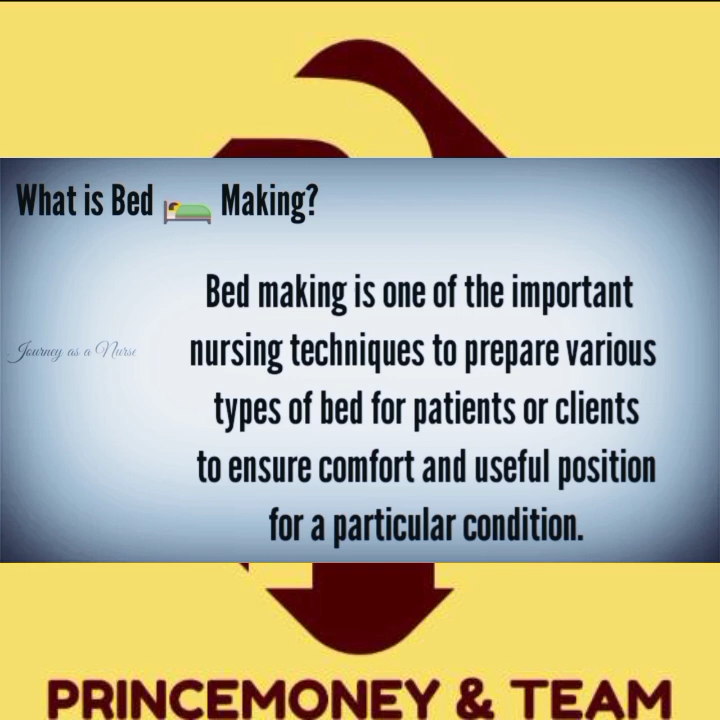 What is Bed 🛌 Making?
Bed making is one of the important
nursing techniques to prepare various
Journey as a Nurse
types of bed for patients or clients
to ensure comfort and useful position
for a particular condition.
PRINCEMONEY & TEAM